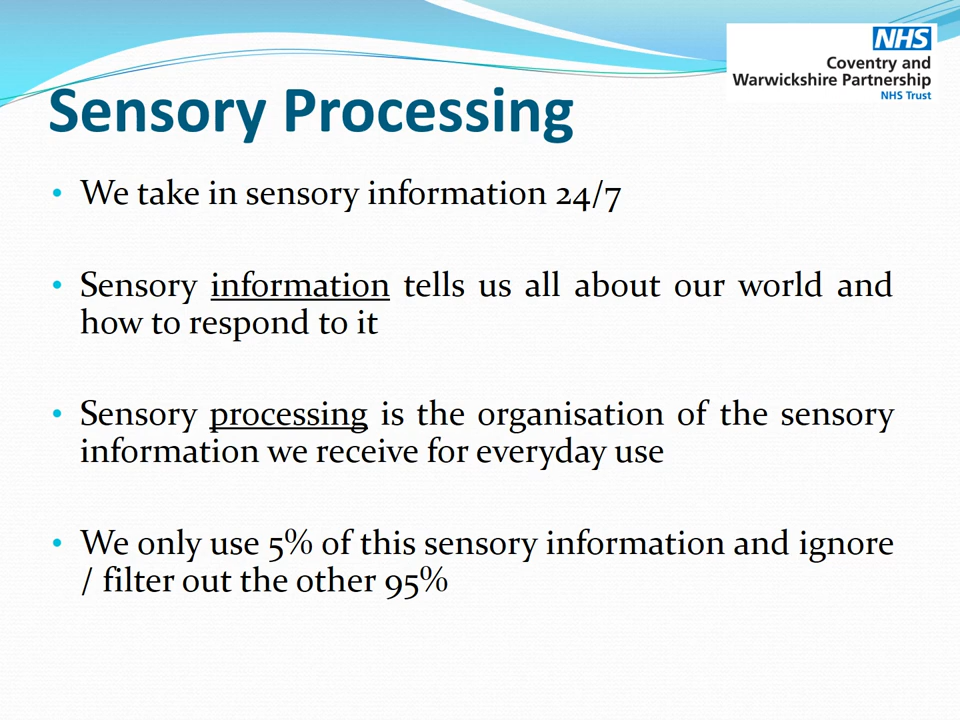 NHS
Coventry and
Warwickshire Partnership
NHS Trust
Sensory Processing
• We take in sensory information 24/7
• Sensory information tells us all about our world and
how to respond to it
• Sensory processing is the organisation of the sensory
information we receive for everyday use
• We only use 5% of this sensory information and ignore
/ filter out the other 95%